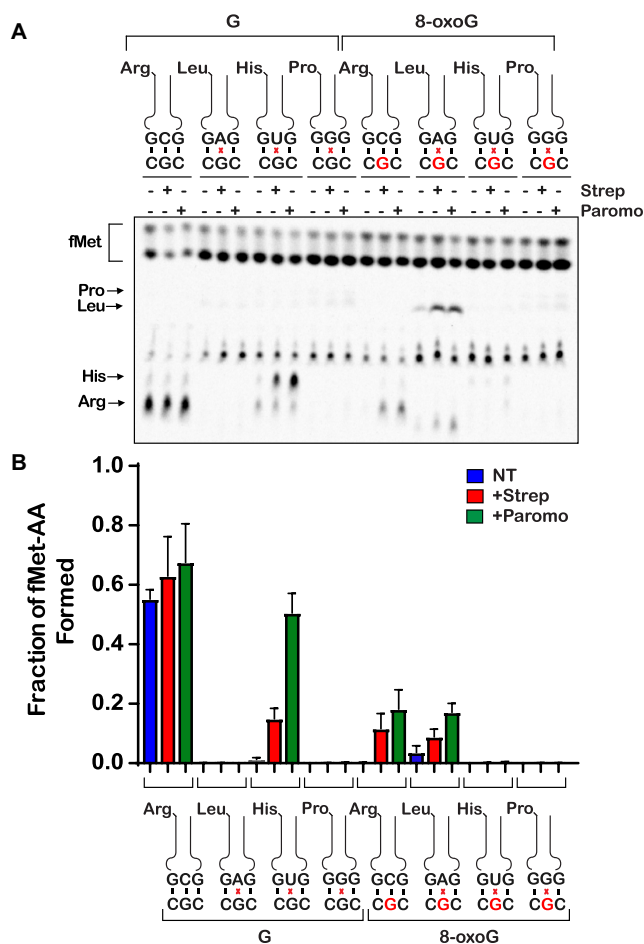 A
G 8-oxoG
Arg Leu His Pro Arg Leu His Pro
GCG GAG GUG GGG GCG GAG GUG GGG
x x x x x x
CGC CGC CGC CGC CGC CGC CGC CGC
- + - - + - - + - - + - - + - - + - - + - - + - Strep
- - + - - + - - + - - + - - + - - + - - + - - + Paromo
fMet
Pro
Leu
His
Arg
B
Fraction of fMet-AA
Formed
1.0
0.8
0.6
0.4
0.2
0.0
NT
+Strep
+Paromo
Arg Leu His Pro Arg Leu His Pro
GCG GAG GUG GGG GCG GAG GUG GGG
x x x x x x
CGC CGC CGC CGC CGC CGC CGC CGC
G 8-oxoG